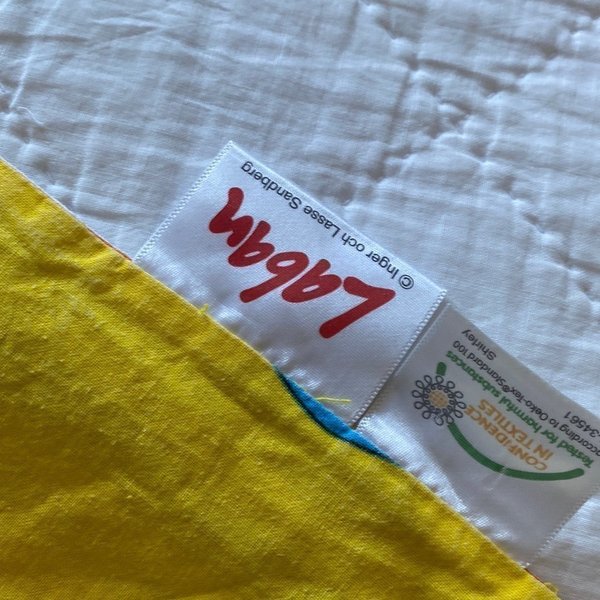 Laban
© Inger och Lasse Sandberg
CONFIDENCE
IN TEXTILES
Tested for harmful substances
according to Oeko-Tex® Standard 100
Shirley